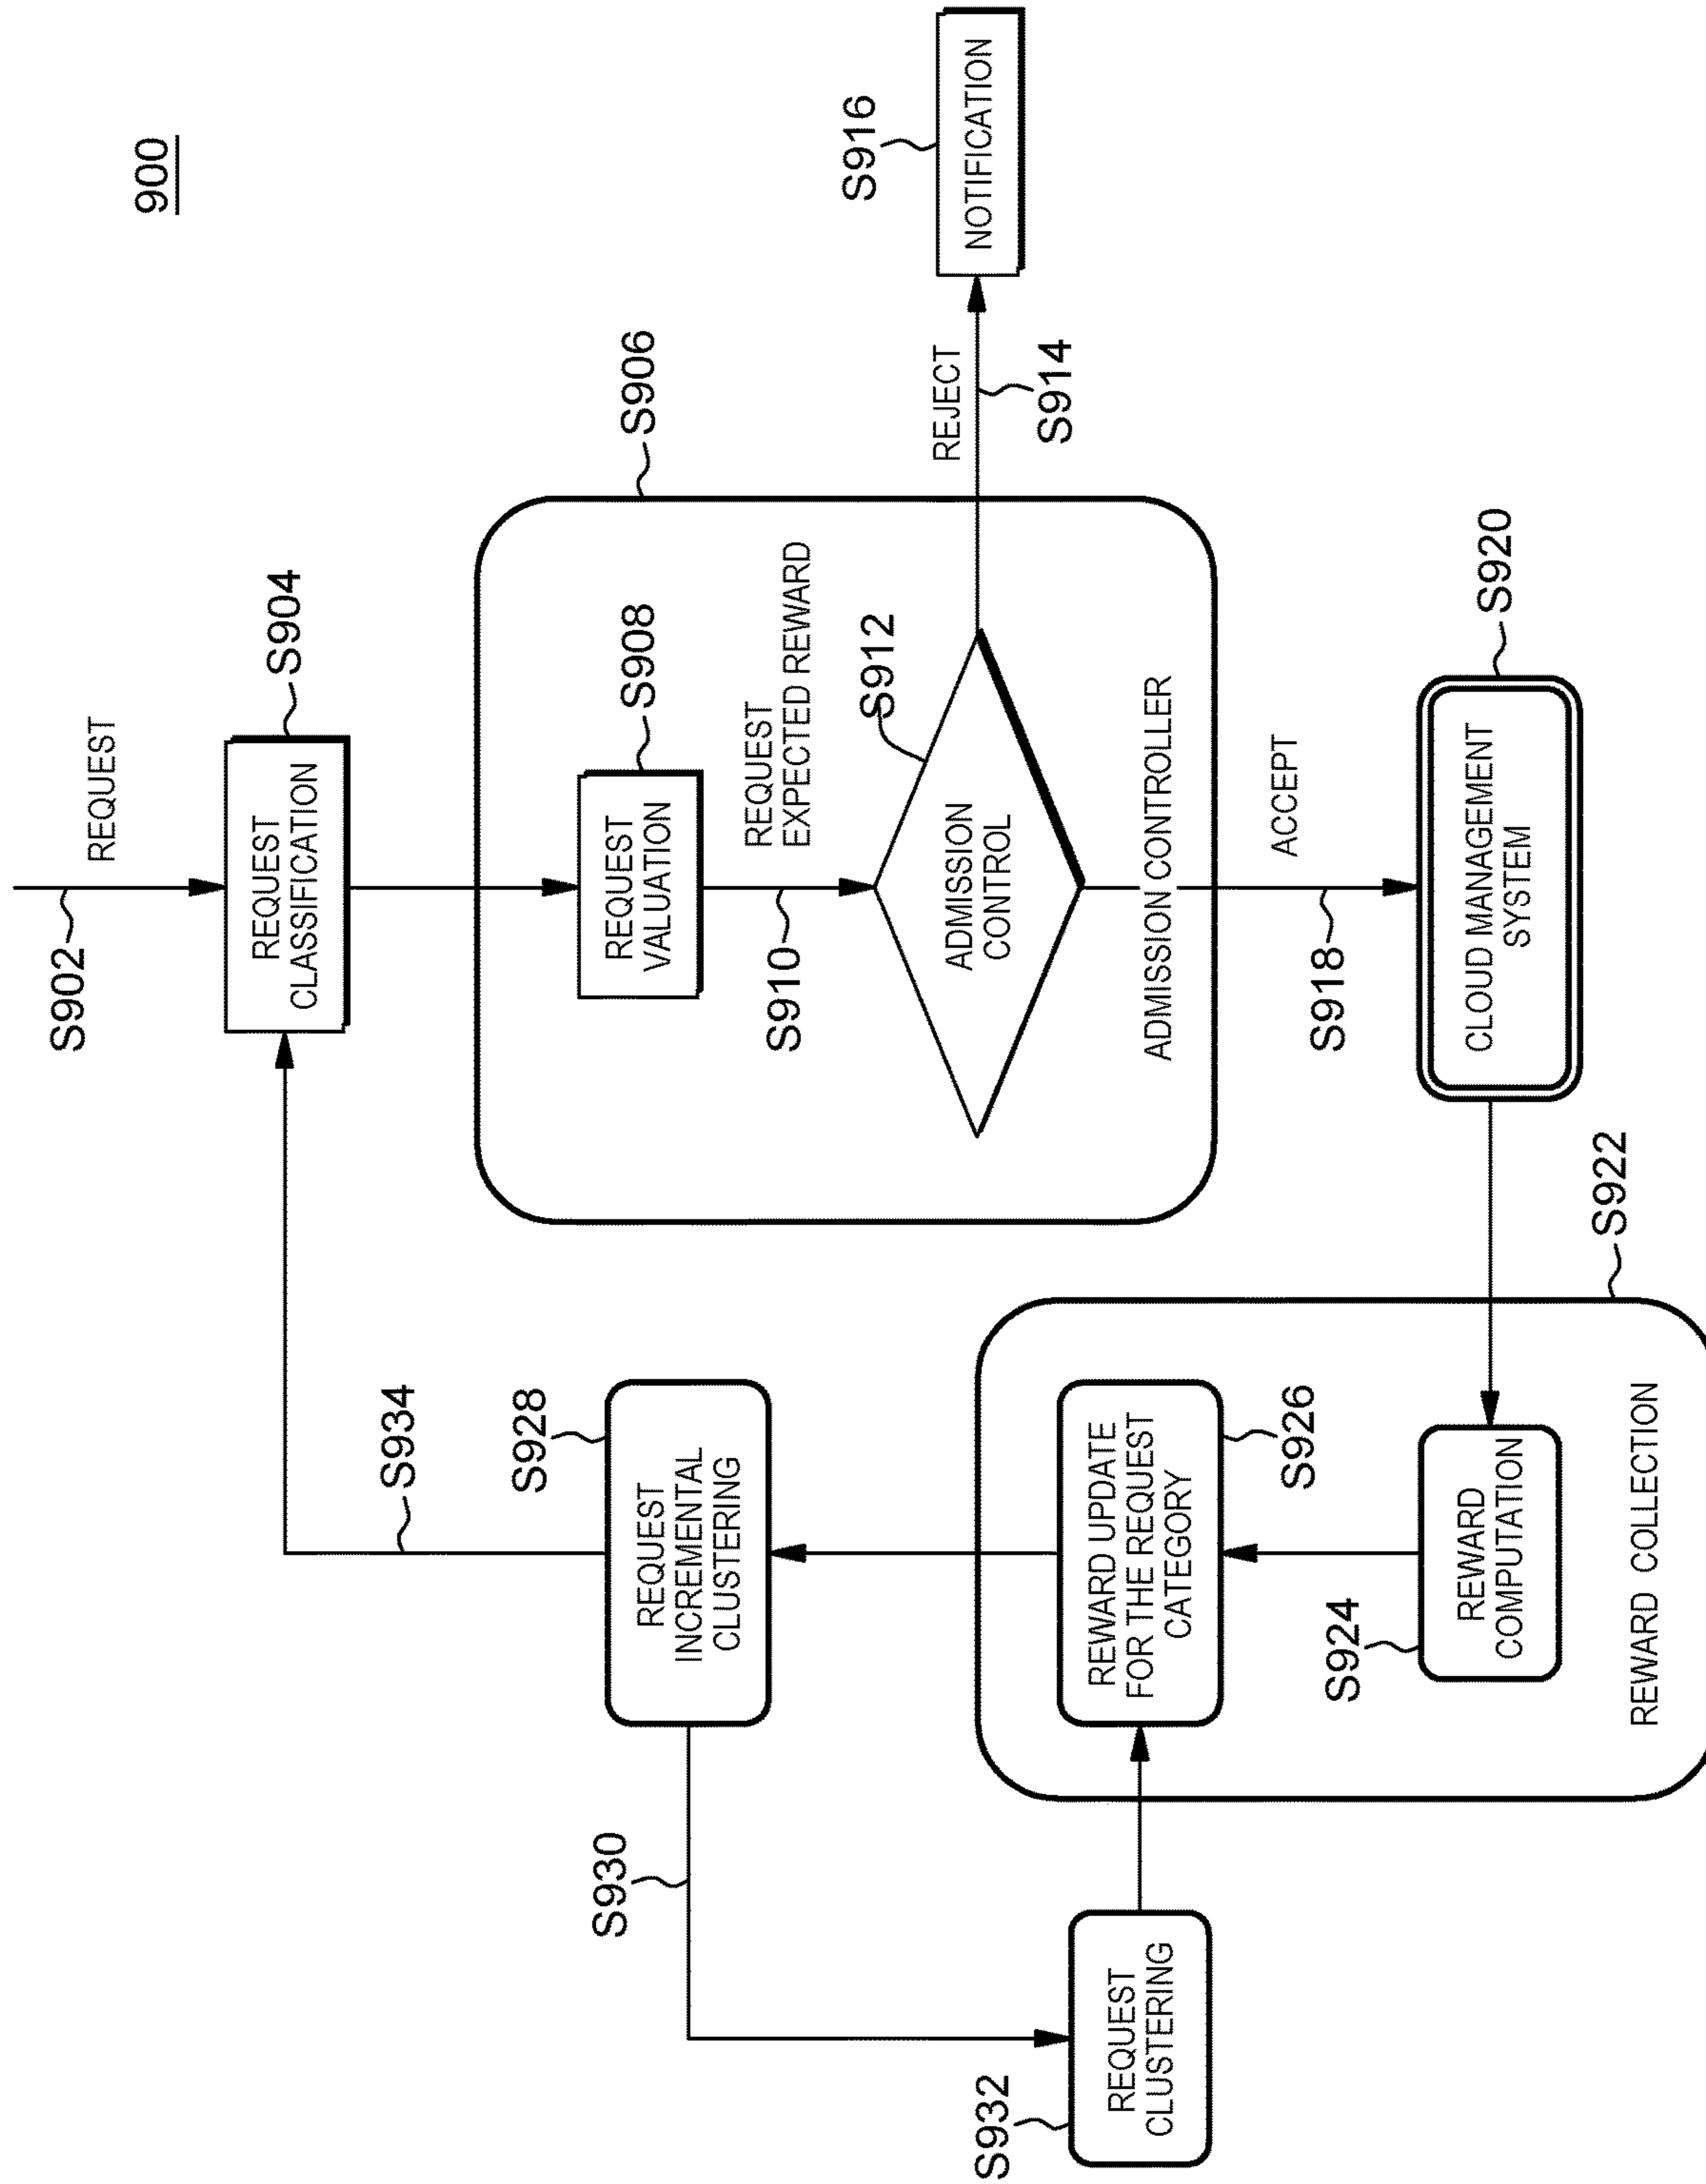 900
REQUEST
S902
REQUEST
CLASSIFICATION
S904
S906
REQUEST
VALUATION
S908
S910
REQUEST
EXPECTED REWARD
S912
ADMISSION
CONTROL
REJECT
S914
S916
NOTIFICATION
ADMISSION CONTROLLER
ACCEPT
S918
S920
CLOUD MANAGEMENT
SYSTEM
S922
S924
REWARD
COMPUTATION
REWARD COLLECTION
REWARD UPDATE
FOR THE REQUEST
CATEGORY
S926
S928
REQUEST
INCREMENTAL
CLUSTERING
S934
S930
S932
REQUEST
CLUSTERING